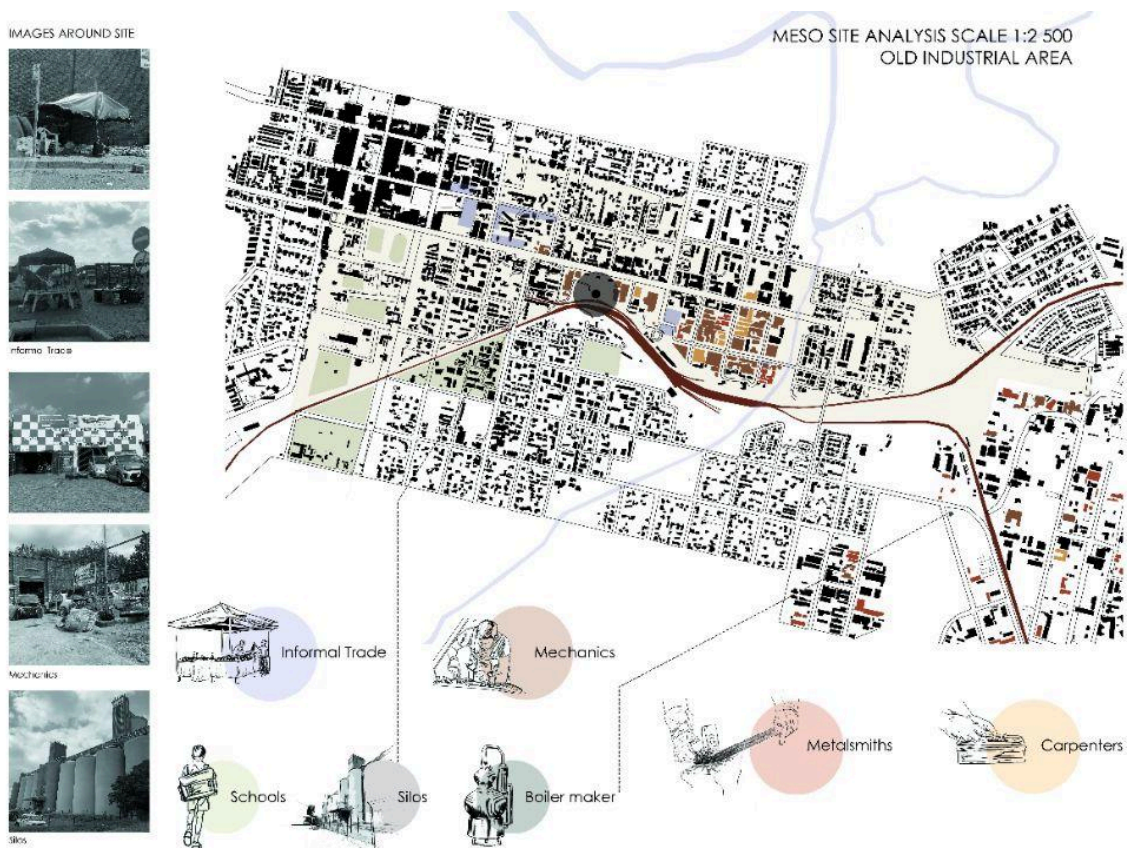 IMAGES AROUND SITE
MESO SITE ANALYSIS SCALE 1:2 500
OLD INDUSTRIAL AREA
Informal Trade
Mechanics
Silos
Informal Trade
Mechanics
Metalsmiths
Carpenters
Schools
Silos
Boiler maker